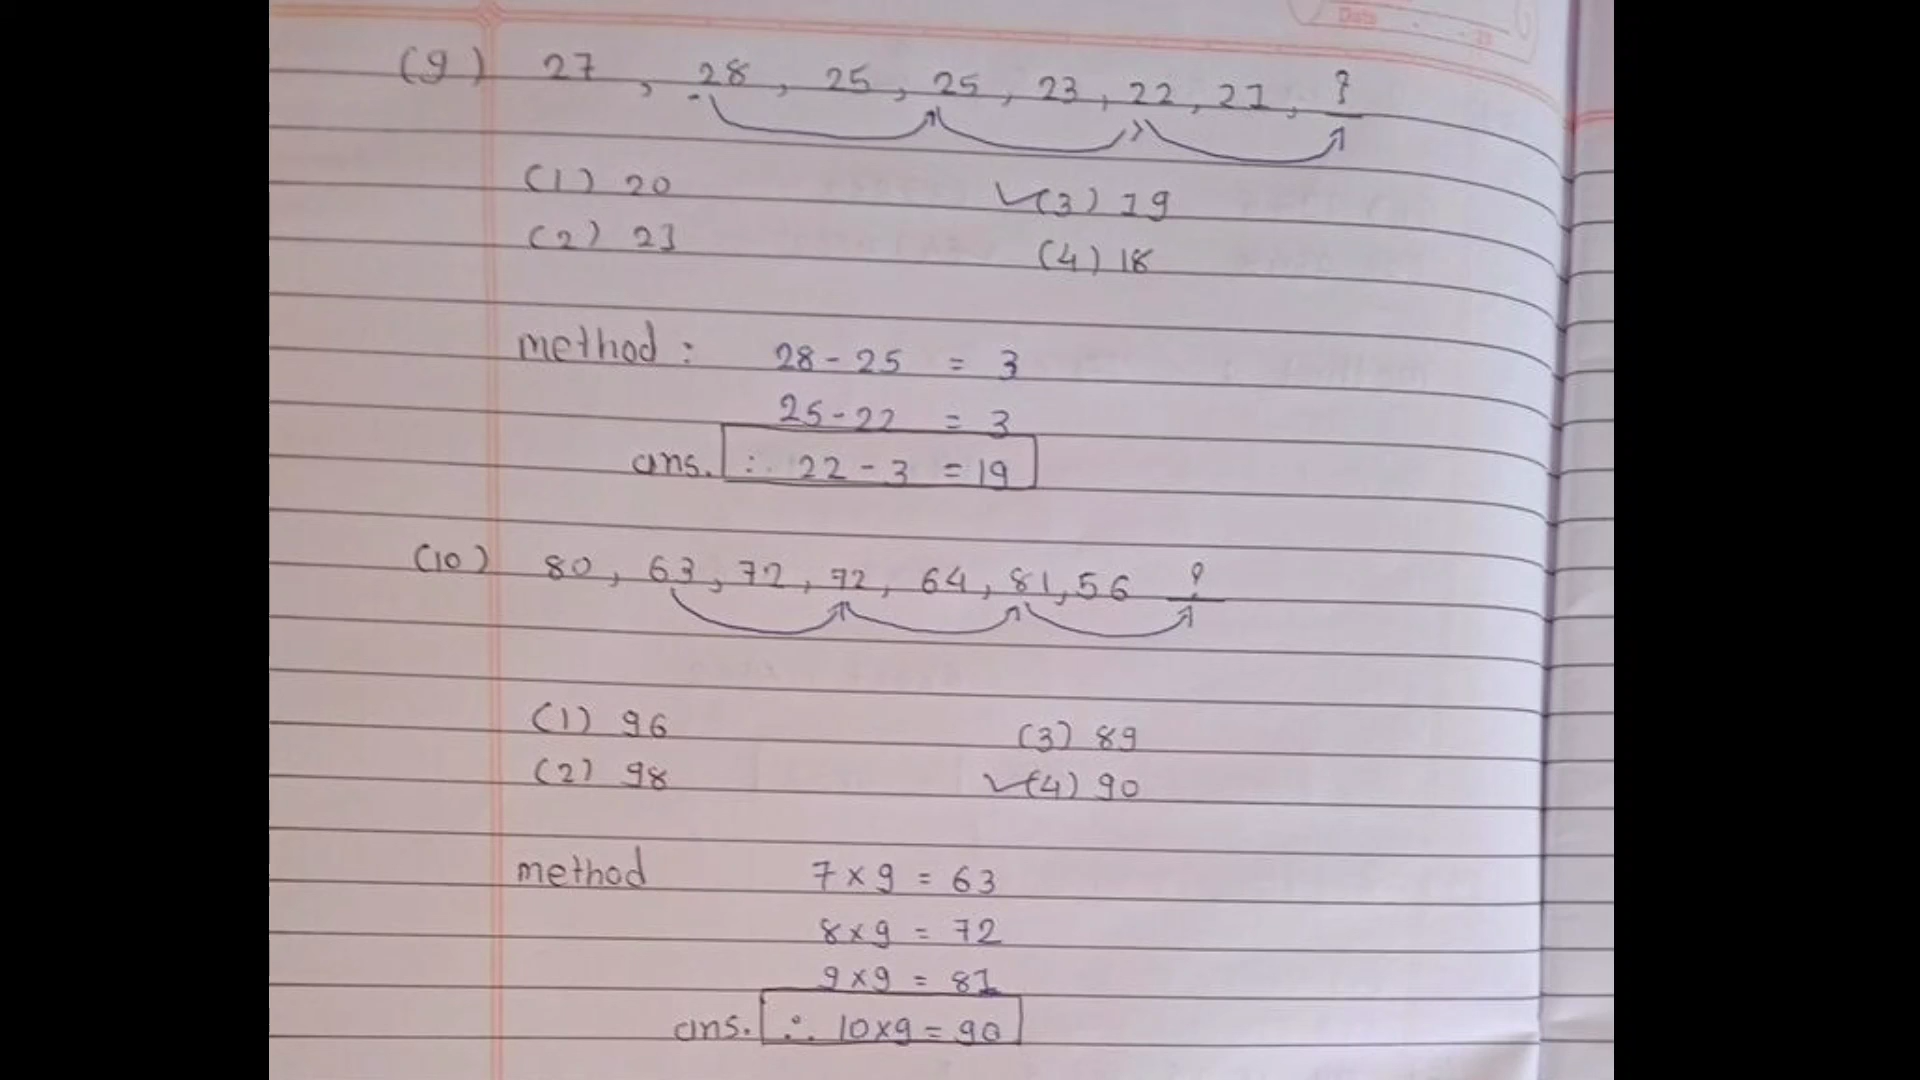 Date
(9) 27, 28, 25, 25, 23, 22, 21, ?
(1) 20 (3) 19
(2) 23 (4) 18
method : 28 - 25 = 3
25 - 22 = 3
ans. ∴ 22 - 3 = 19
(10) 80, 63, 72, 72, 64, 81, 56 ?
(1) 96 (3) 89
(2) 98 (4) 90
method 7 × 9 = 63
8 × 9 = 72
9 × 9 = 81
ans. ∴ 10 × 9 = 90